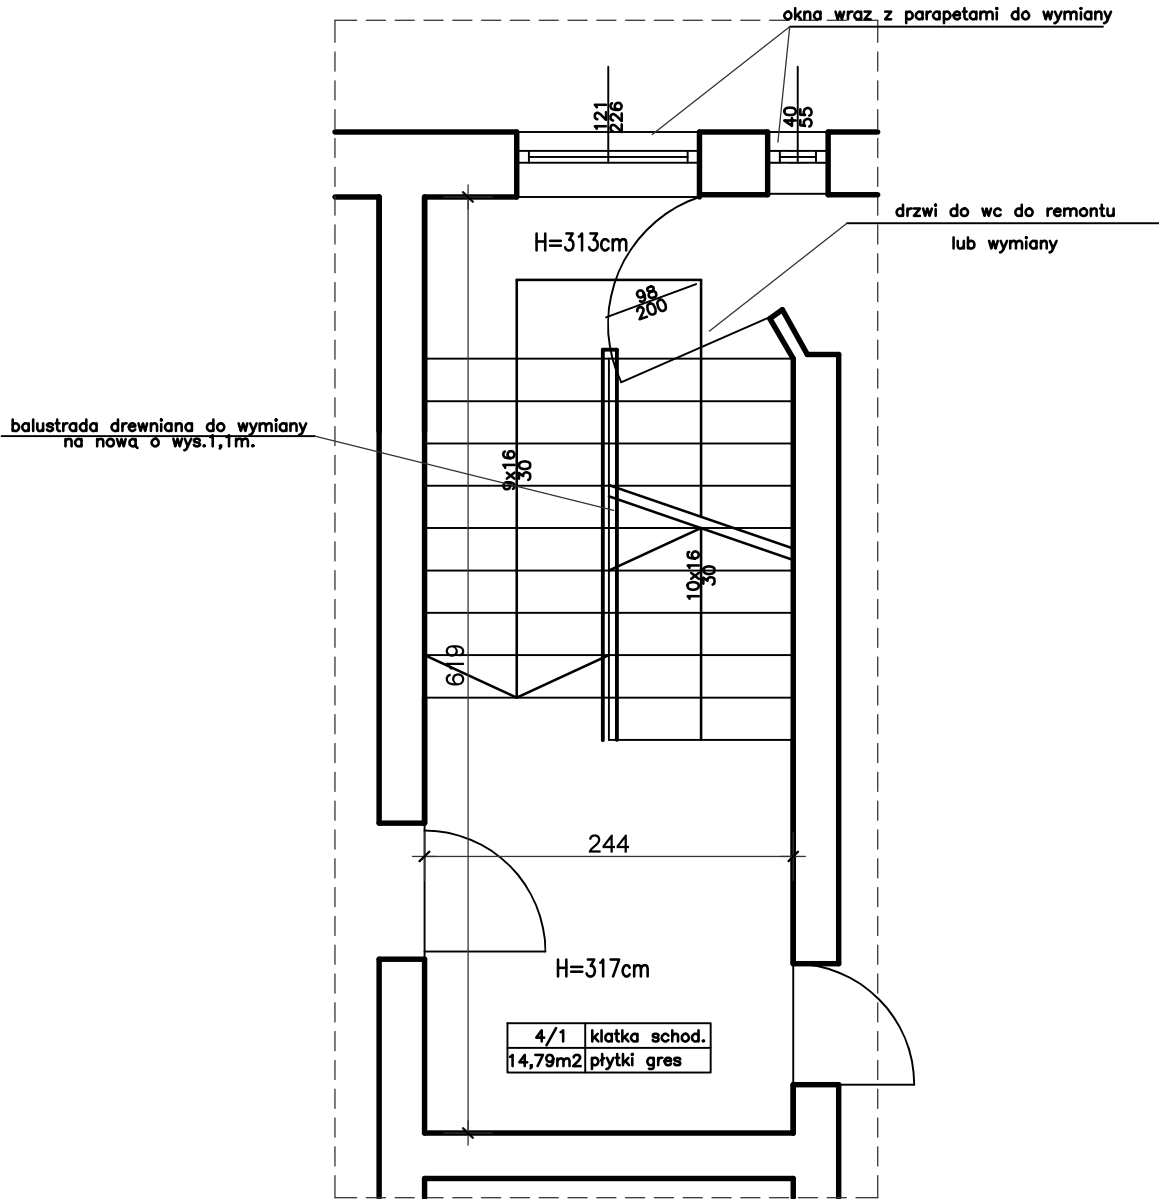 okna wraz z parapetami do wymiany
121
226
40
55
drzwi do wc do remontu
lub wymiany
H=313cm
98
200
balustrada drewniana do wymiany
na nową o wys.1,1m.
9x16
30
10x16
30
619
244
H=317cm
4/1 klatka schod.
14,79m2 płytki gres